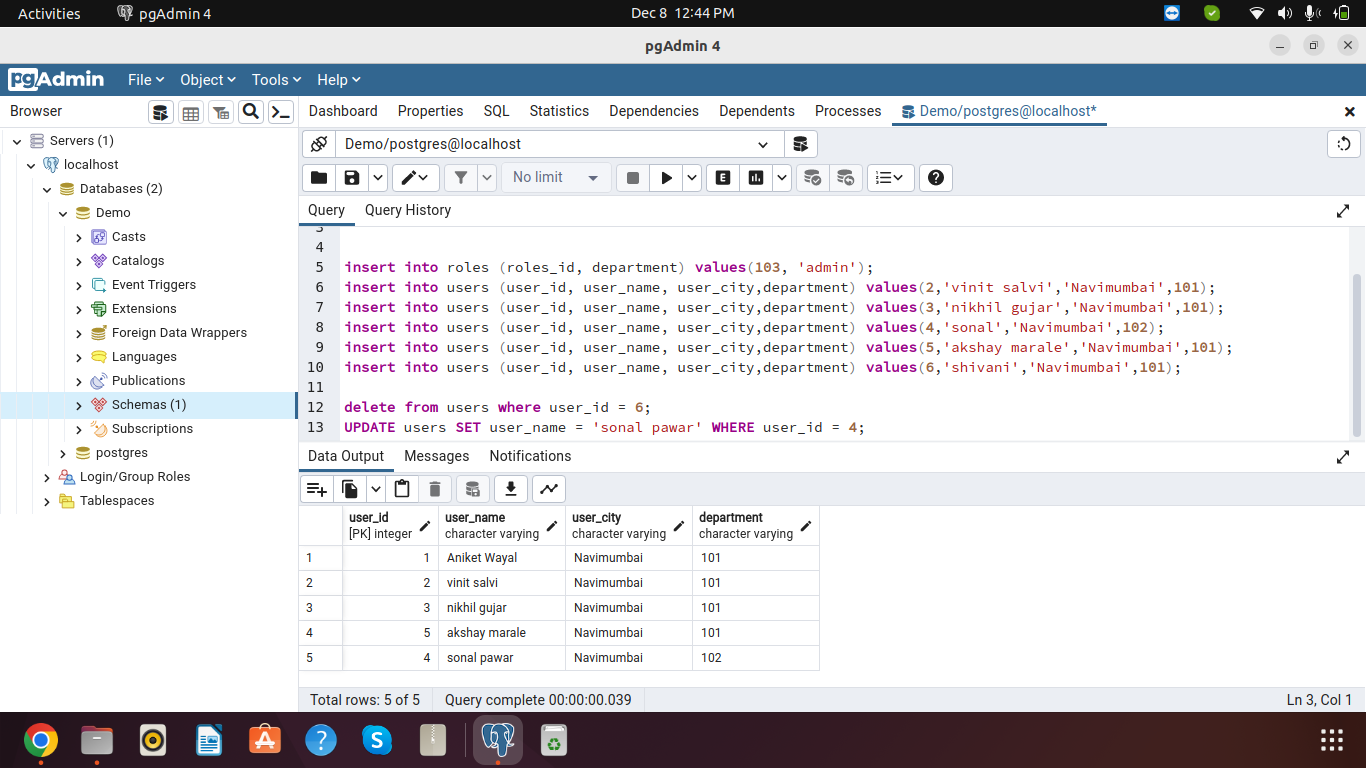 Activities pgAdmin 4 Dec 8 12:44 PM
pgAdmin 4
pgAdmin File Object Tools Help
Browser Dashboard Properties SQL Statistics Dependencies Dependents Processes Demo/postgres@localhost*
Servers (1)
localhost
Databases (2)
Demo
Casts
Catalogs
Event Triggers
Extensions
Foreign Data Wrappers
Languages
Publications
Schemas (1)
Subscriptions
postgres
Login/Group Roles
Tablespaces
Demo/postgres@localhost
No limit E
Query Query History
3
4
5 insert into roles (roles_id, department) values(103, 'admin');
6 insert into users (user_id, user_name, user_city,department) values(2,'vinit salvi','Navimumbai',101);
7 insert into users (user_id, user_name, user_city,department) values(3,'nikhil gujar','Navimumbai',101);
8 insert into users (user_id, user_name, user_city,department) values(4,'sonal','Navimumbai',102);
9 insert into users (user_id, user_name, user_city,department) values(5,'akshay marale','Navimumbai',101);
10 insert into users (user_id, user_name, user_city,department) values(6,'shivani','Navimumbai',101);
11
12 delete from users where user_id = 6;
13 UPDATE users SET user_name = 'sonal pawar' WHERE user_id = 4;
Data Output Messages Notifications
user_id user_name user_city department
[PK] integer character varying character varying character varying
1 1 Aniket Wayal Navimumbai 101
2 2 vinit salvi Navimumbai 101
3 3 nikhil gujar Navimumbai 101
4 5 akshay marale Navimumbai 101
5 4 sonal pawar Navimumbai 102
Total rows: 5 of 5 Query complete 00:00:00.039 Ln 3, Col 1